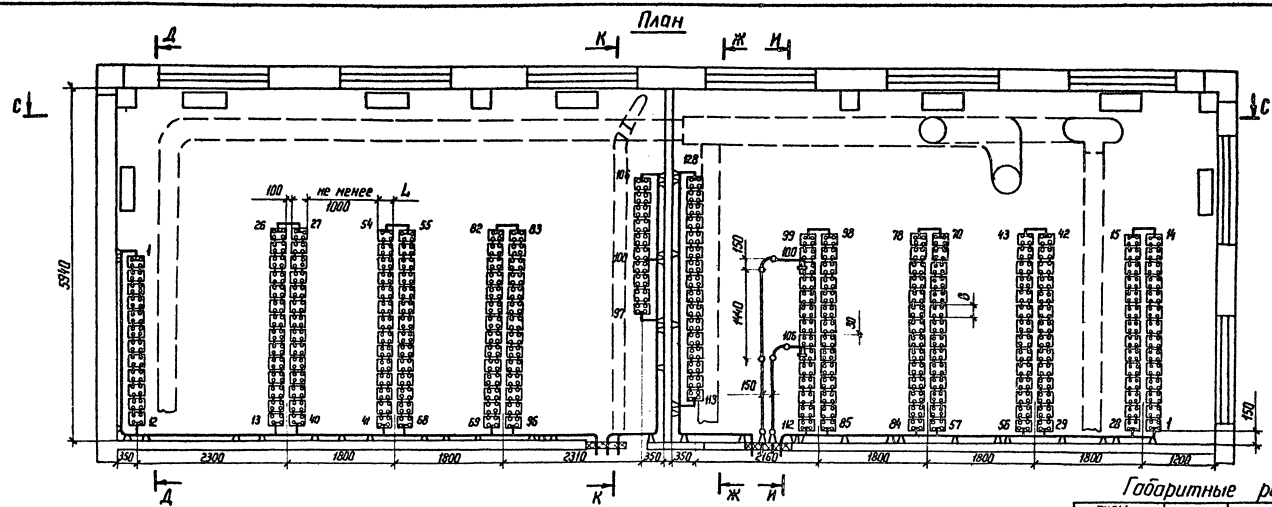 План
Д К Ж И
С С
128
106
100 не менее L
1000
26 27 54 55 82 83
99 98 78 70 43 42 15 14
1 100 150 100
5940
1440
В
30
97 106
150
113
12 13 40 41 68 69 96 112 85 84 57 56 29 28 1
150
350 2300 1800 1800 2310 350 350 2160 1800 1800 1800 1200
Д К Ж И
Габаритные ра